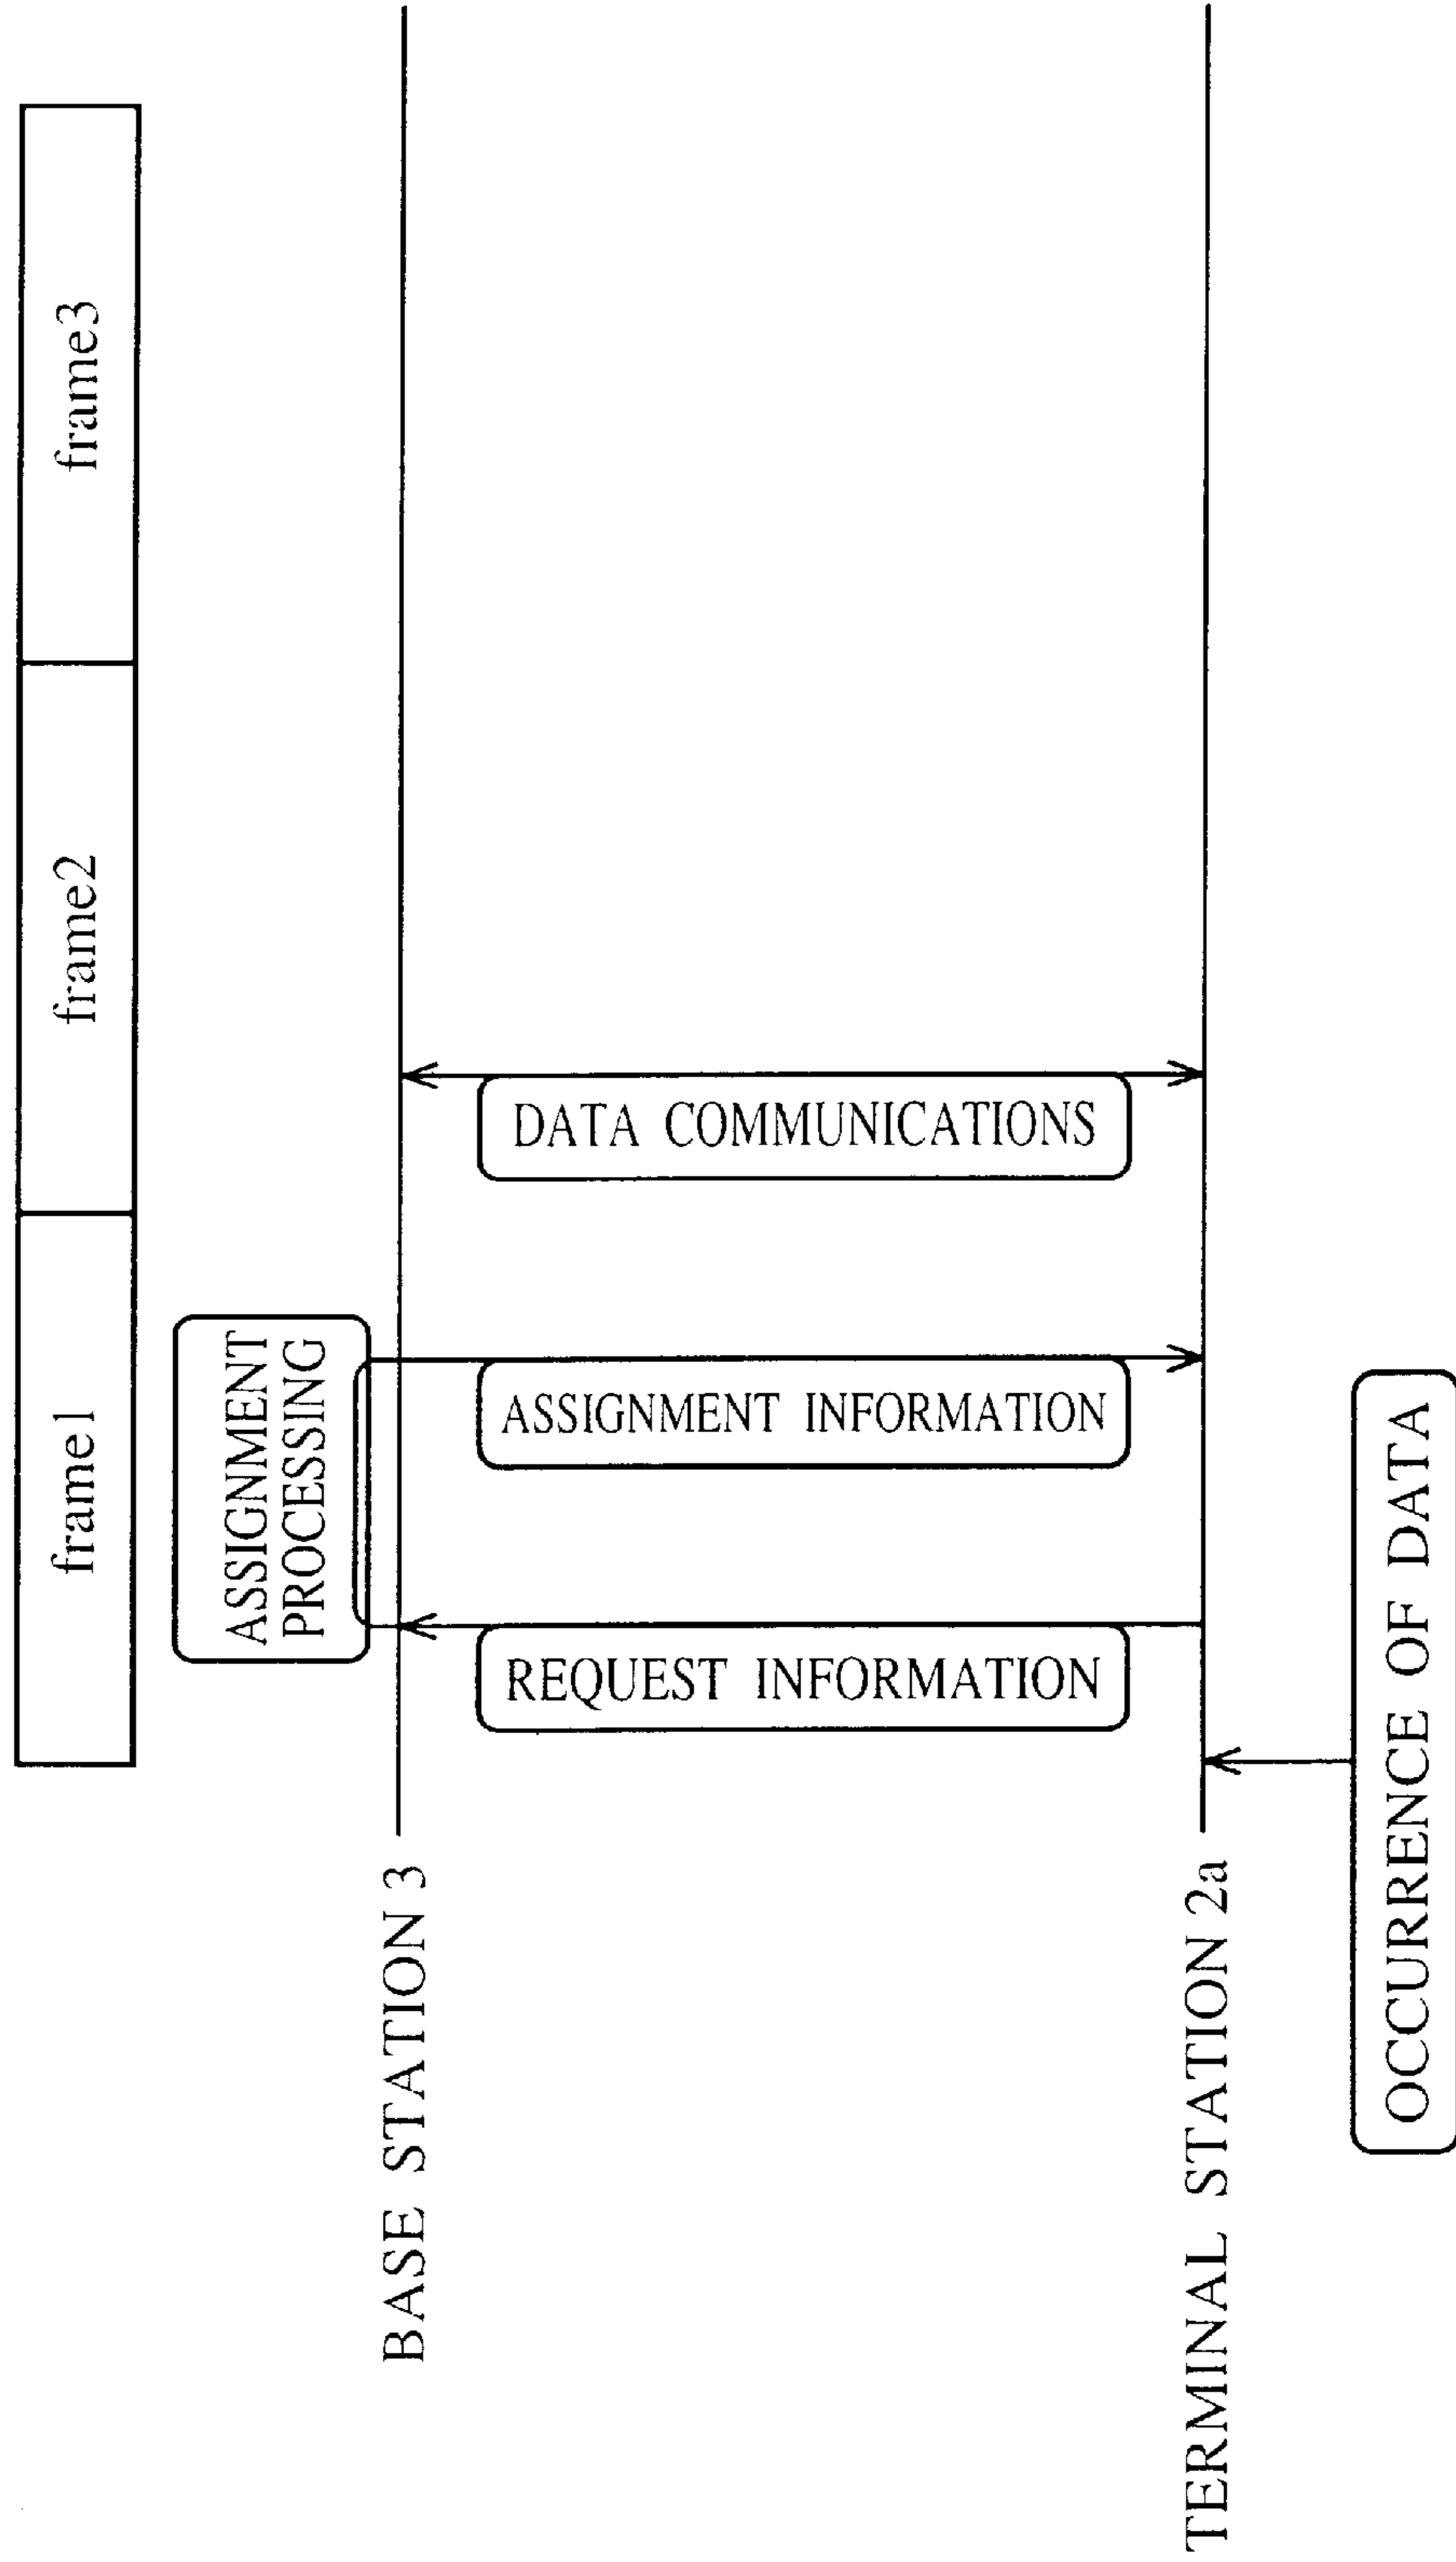 frame1
frame2
frame3
ASSIGNMENT
PROCESSING
BASE STATION 3
REQUEST INFORMATION
ASSIGNMENT INFORMATION
DATA COMMUNICATIONS
TERMINAL STATION 2a
OCCURRENCE OF DATA